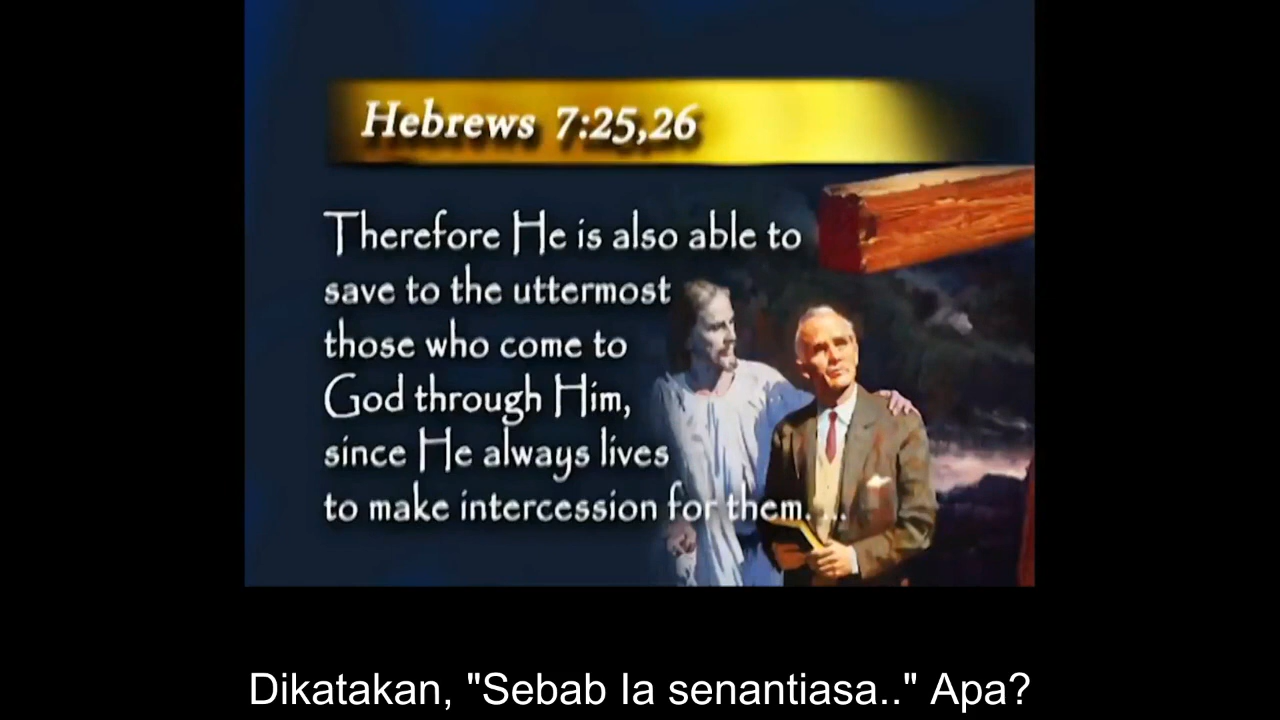 Hebrews 7:25,26
Therefore He is also able to
save to the uttermost
those who come to
God through Him,
since He always lives
to make intercession for them. ...
Dikatakan, "Sebab Ia senantiasa.." Apa?